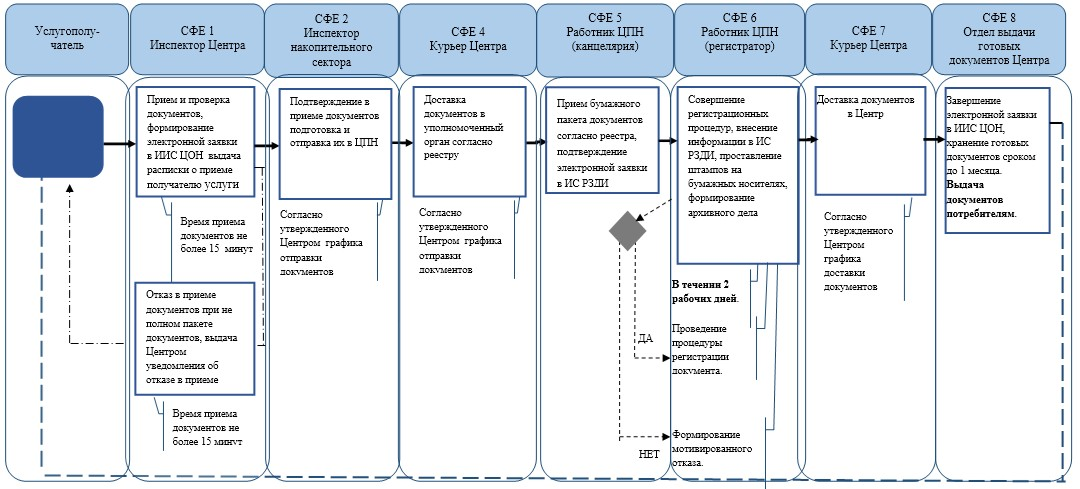 Услугополу-
чатель
СФЕ 1
Инспектор Центра
СФЕ 2
Инспектор
накопительного
сектора
СФЕ 4
Курьер Центра
СФЕ 5
Работник ЦПН
(канцелярия)
СФЕ 6
Работник ЦПН
(регистратор)
СФЕ 7
Курьер Центра
СФЕ 8
Отдел выдачи
готовых
документов Центра
Прием и проверка
документов,
формирование
электронной заявки
в ИИС ЦОН выдача
расписки о приеме
получателю услуги
Время приема
документов не
более 15 минут
Отказ в приеме
документов при не
полном пакете
документов, выдача
Центром
уведомления об
отказе в приеме
Время приема
документов не
более 15 минут
Подтверждение в
приеме документов
подготовка и
отправка их в ЦПН
Согласно
утвержденного
Центром графика
отправки
документов
Доставка
документов в
уполномоченный
орган согласно
реестру
Согласно
утвержденного
Центром графика
отправки
документов
Прием бумажного
пакета документов
согласно реестра,
подтверждение
электронной заявки
в ИС РЗДИ
ДА
НЕТ
Совершение
регистрационных
процедур, внесение
информации в ИС
РЗДИ, проставление
штампов на
бумажных носителях,
формирование
архивного дела
В течении 2
рабочих дней.
Проведение
процедуры
регистрации
документа.
Формирование
мотивированного
отказа.
Доставка документов
в Центр
Согласно
утвержденного
Центром
графика
доставки
документов
Завершение
электронной заявки
в ИИС ЦОН,
хранение готовых
документов сроком
до 1 месяца.
Выдача
документов
потребителям.